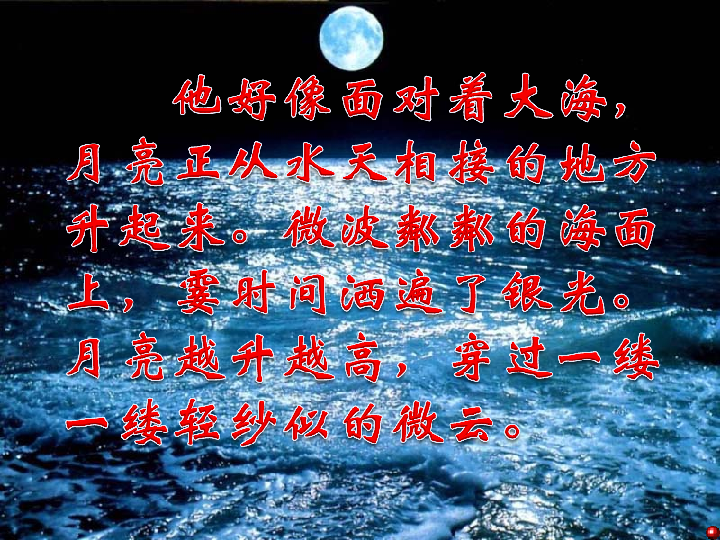 他好像面对着大海，
月亮正从水天相接的地方
升起来。微波粼粼的海面
上，霎时间洒遍了银光。
月亮越升越高，穿过一缕
一缕轻纱似的微云。